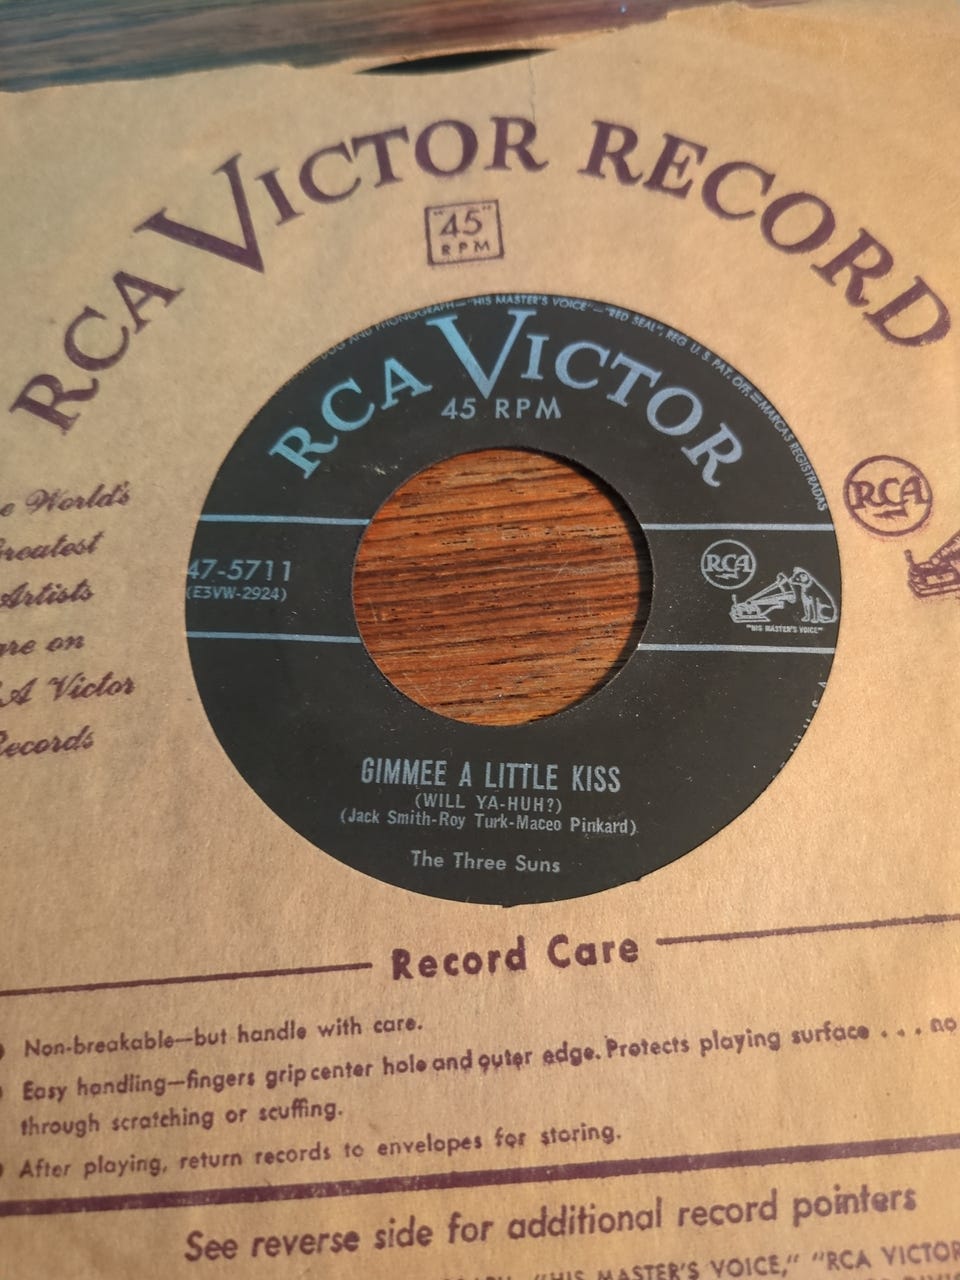 RCA VICTOR RECORD
"45"
RPM
DOG AND PHONOGRAPH—"HIS MASTER'S VOICE"—"RED SEAL", REG. U.S. PAT. OFF.—MARCAS REGISTRADAS
RCA VICTOR
45 RPM
World's
Greatest
Artists
are on
Victor
Records
47-5711
(E3VW-2924)
RCA
"HIS MASTER'S VOICE"
RCA
GIMMEE A LITTLE KISS
(WILL YA-HUH?)
(Jack Smith-Roy Turk-Maceo Pinkard)
The Three Suns
Record Care
Non-breakable—but handle with care.
Easy handling—fingers grip center hole and outer edge. Protects playing surface . . . no
through scratching or scuffing.
After playing, return records to envelopes for storing.
See reverse side for additional record pointers
"HIS MASTER'S VOICE," "RCA VICTOR